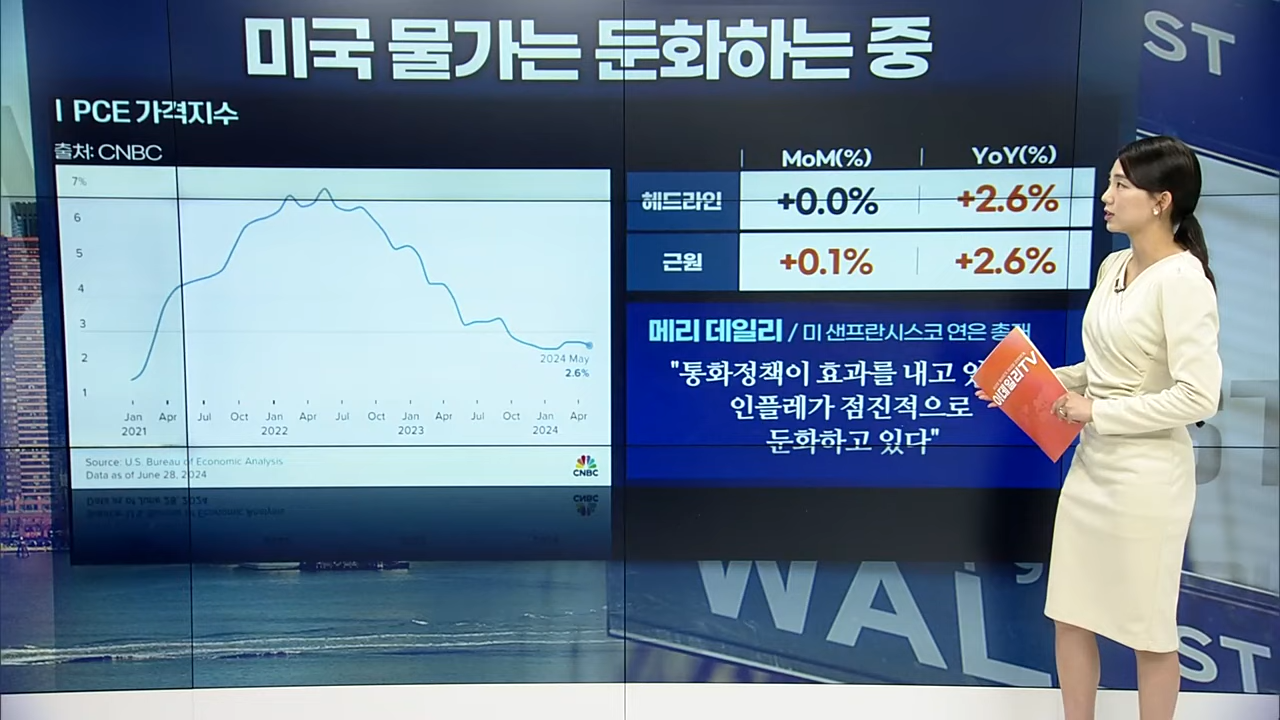 미국 물가는 둔화하는 중
| PCE 가격지수
출처: CNBC
7%
6
5
4
3
2
1
2024 May
2.6%
Jan Apr Jul Oct Jan Apr Jul Oct Jan Apr Jul Oct Jan Apr
2021 2022 2023 2024
Source: U.S. Bureau of Economic Analysis
Data as of June 28, 2024
CNBC
MoM(%) YoY(%)
헤드라인 +0.0% +2.6%
근원 +0.1% +2.6%
메리 데일리 / 미 샌프란시스코 연은 총재
"통화정책이 효과를 내고
인플레가 점진적으로
둔화하고 있다"
이데일리TV
ST
WALL
ST
ST